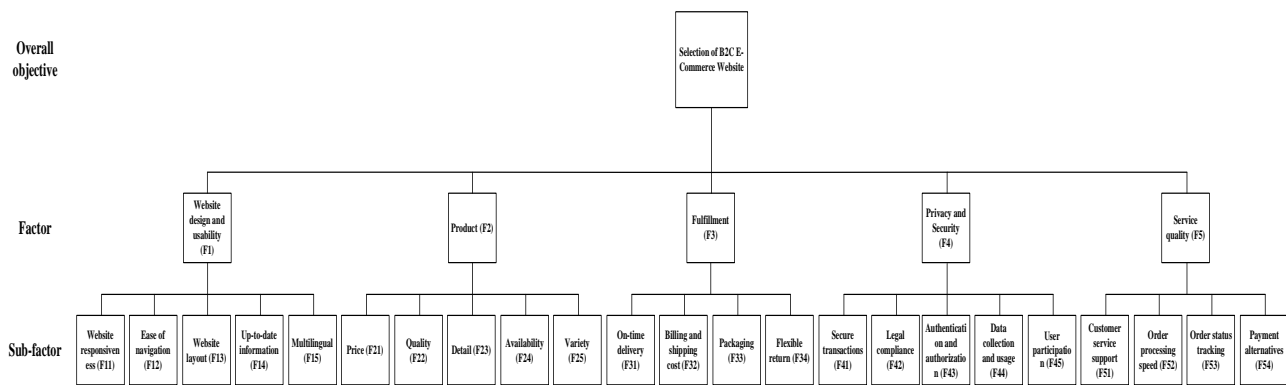 Overall
objective
Selection of B2C E-
Commerce Website
Factor
Website
design and
usability
(F1)
Product (F2)
Fulfillment
(F3)
Privacy and
Security
(F4)
Service
quality (F5)
Sub-factor
Website
responsiven
ess (F11)
Ease of
navigation
(F12)
Website
layout (F13)
Up-to-date
information
(F14)
Multilingual
(F15)
Price (F21)
Quality
(F22)
Detail (F23)
Availability
(F24)
Variety
(F25)
On-time
delivery
(F31)
Billing and
shipping
cost (F32)
Packaging
(F33)
Flexible
return (F34)
Secure
transactions
(F41)
Legal
compliance
(F42)
Authenticati
on and
authorizatio
n (F43)
Data
collection
and usage
(F44)
User
participatio
n (F45)
Customer
service
support
(F51)
Order
processing
speed (F52)
Order status
tracking
(F53)
Payment
alternatives
(F54)